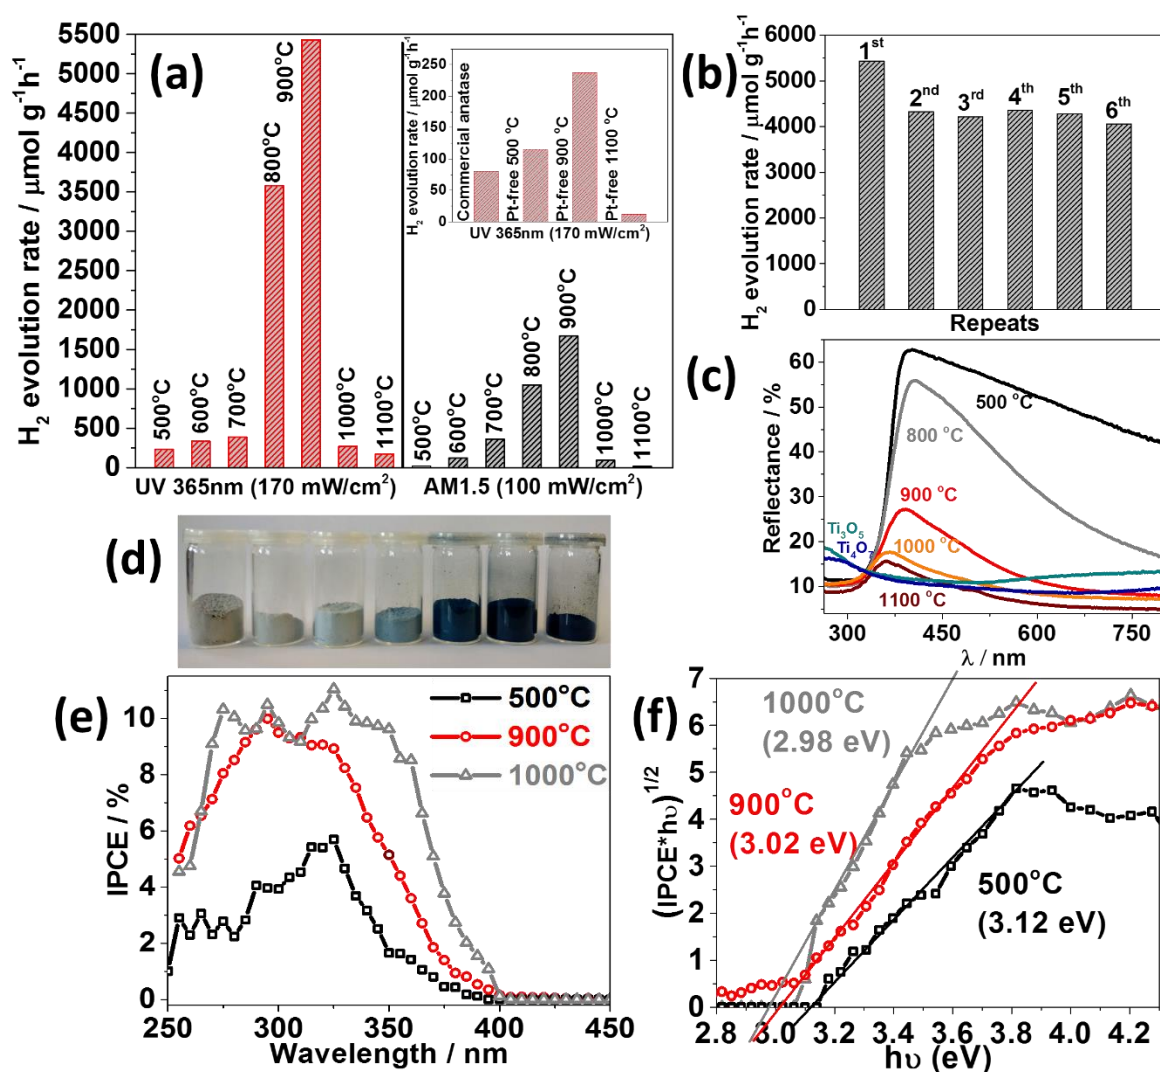 (a)
H₂ evolution rate / μmol g⁻¹h⁻¹
5500
5000
4500
4000
3500
3000
2500
2000
1500
1000
500
0
500°C
600°C
700°C
800°C
900°C
1000°C
1100°C
UV 365nm (170 mW/cm²)
500°C
600°C
700°C
800°C
900°C
1000°C
1100°C
AM1.5 (100 mW/cm²)
H₂ evolution rate / μmol g⁻¹h⁻¹
250
200
150
100
50
0
Commercial anatase
Pt-free 500 °C
Pt-free 900 °C
Pt-free 1100 °C
UV 365nm (170 mW/cm²)
(b)
H₂ evolution rate / μmol g⁻¹h⁻¹
6000
5000
4000
3000
2000
1000
0
1st
2nd
3rd
4th
5th
6th
Repeats
(c)
Reflectance / %
60
50
40
30
20
10
500 °C
800 °C
900 °C
1000 °C
1100 °C
Ti₃O₅
Ti₄O₇
300 450 600 750
λ / nm
(d)
(e)
IPCE / %
10
8
6
4
2
0
500°C
900°C
1000°C
250 300 350 400 450
Wavelength / nm
(f)
(IPCE*hυ)^1/2
7
6
5
4
3
2
1
0
1000°C
(2.98 eV)
900°C
(3.02 eV)
500°C
(3.12 eV)
2.8 3.0 3.2 3.4 3.6 3.8 4.0 4.2
hυ (eV)